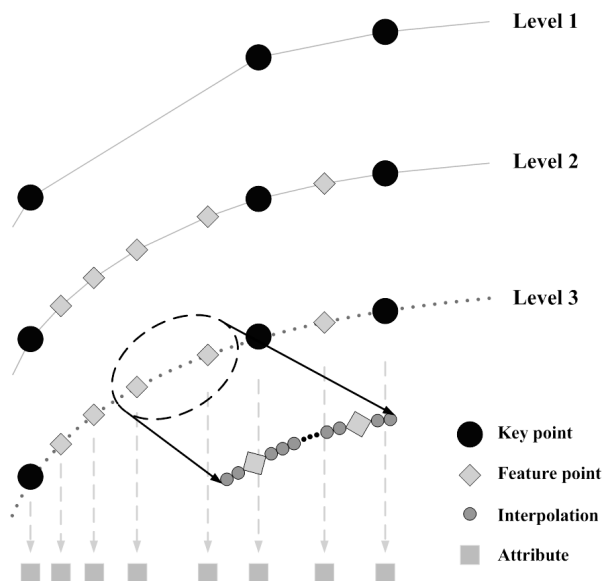 Level 1
Level 2
Level 3
Key point
Feature point
Interpolation
Attribute